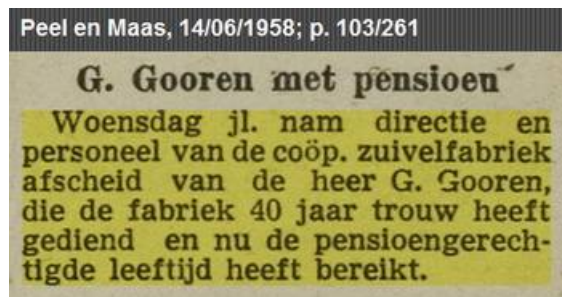 Peel en Maas, 14/06/1958; p. 103/261
G. Gooren met pensioen
Woensdag jl. nam directie en
personeel van de coöp. zuivelfabriek
afscheid van de heer G. Gooren,
die de fabriek 40 jaar trouw heeft
gediend en nu de pensioengerech-
tigde leeftijd heeft bereikt.